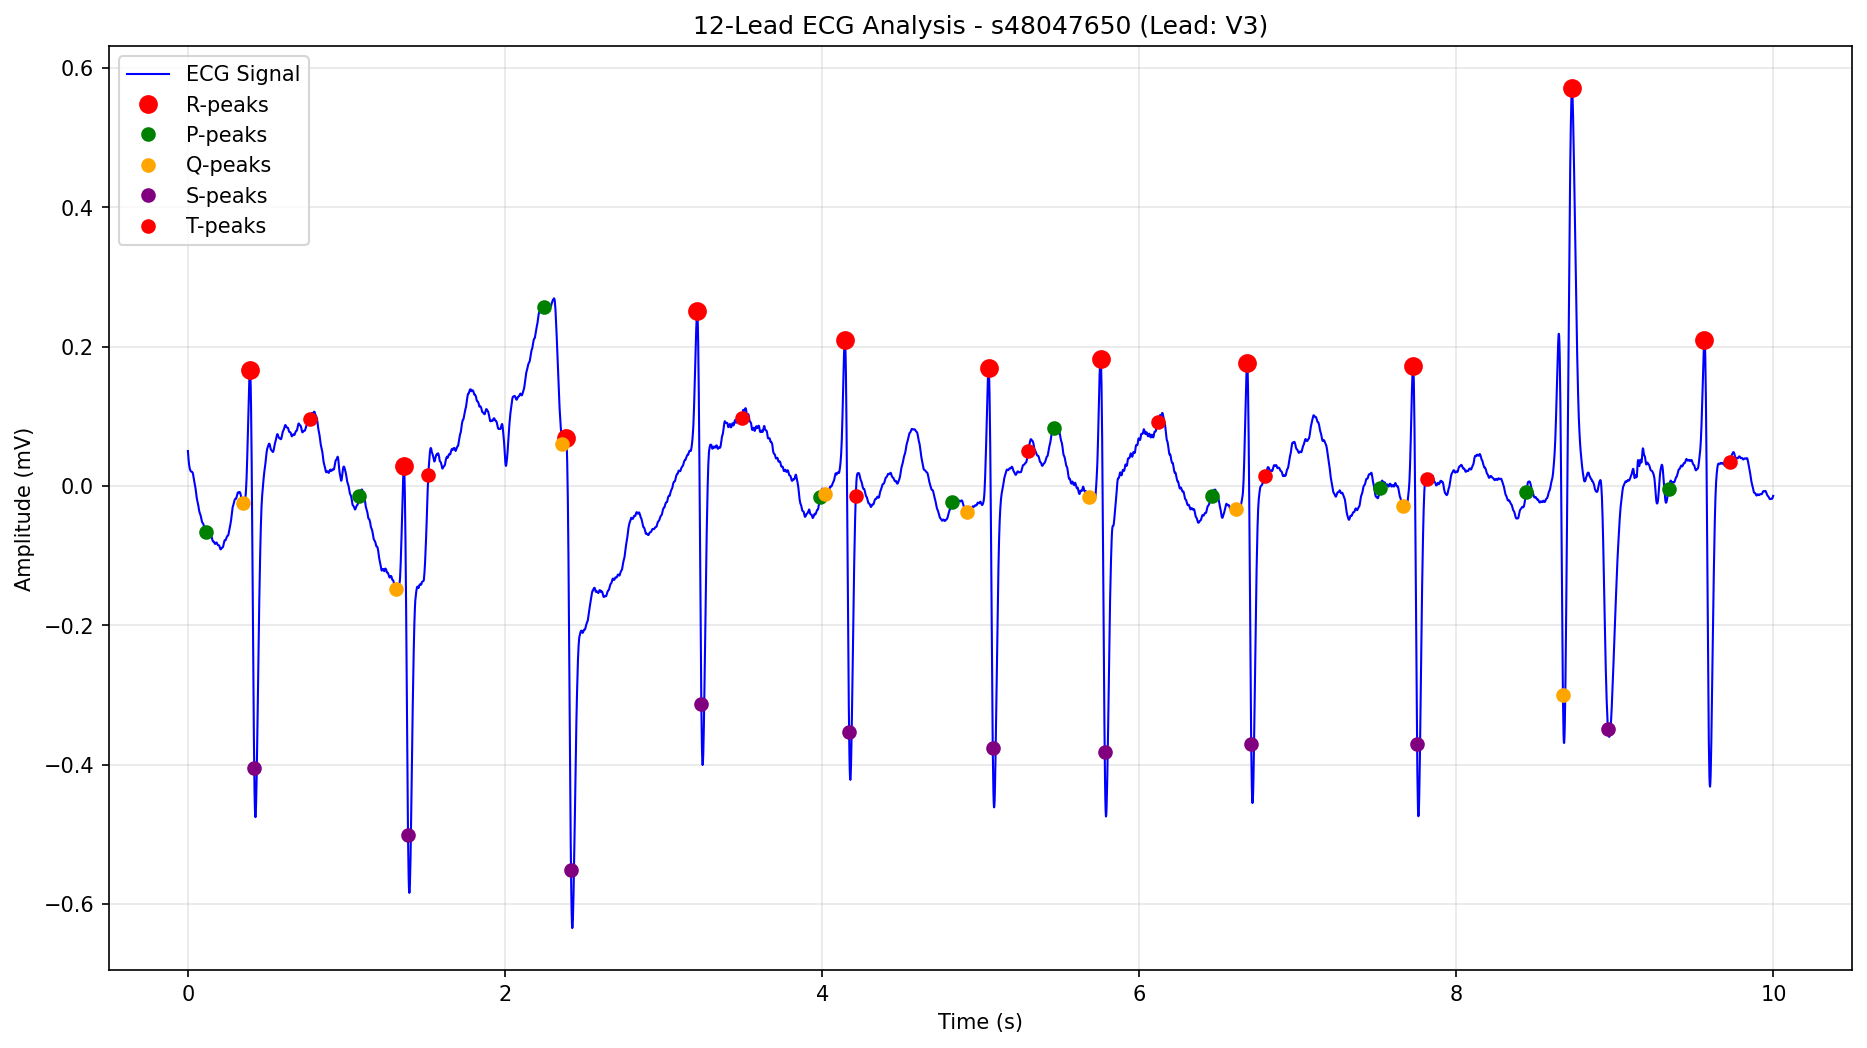 12-Lead ECG Analysis - s48047650 (Lead: V3)
ECG Signal
R-peaks
P-peaks
Q-peaks
S-peaks
T-peaks
Amplitude (mV)
0.6
0.4
0.2
0.0
−0.2
−0.4
−0.6
0
2
4
6
8
10
Time (s)